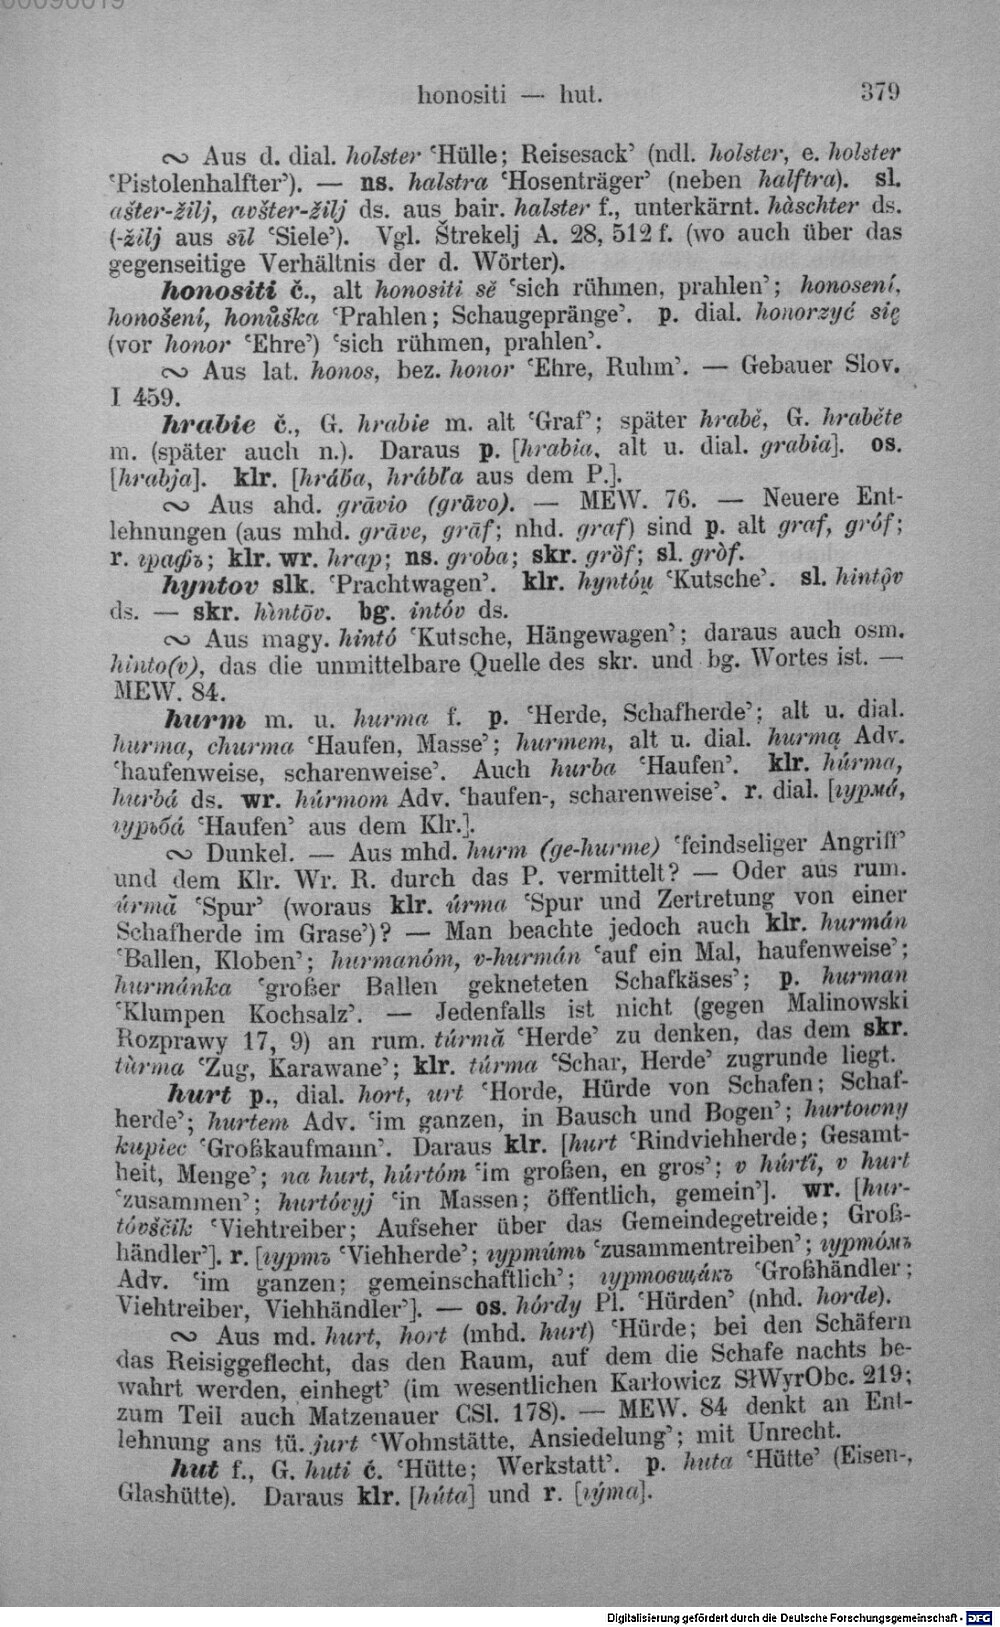 00090019
honositi — hut. 379
∾ Aus d. dial. holster ‘Hülle; Reisesack’ (ndl. holster, e. holster
‘Pistolenhalfter’). — ns. halstra ‘Hosenträger’ (neben halftra). sl.
ašter-žilj, avšter-žilj ds. aus bair. halster f., unterkärnt. hàschter ds.
(-žilj aus sīl ‘Siele’). Vgl. Štrekelj A. 28, 512 f. (wo auch über das
gegenseitige Verhältnis der d. Wörter).
honositi č., alt honositi sě ‘sich rühmen, prahlen’; honosení,
honošení, honůška ‘Prahlen; Schaugepränge’. p. dial. honorzyć się
(vor honor ‘Ehre’) ‘sich rühmen, prahlen’.
∾ Aus lat. honos, bez. honor ‘Ehre, Ruhm’. — Gebauer Slov.
I 459.
hrabie č., G. hrabie m. alt ‘Graf’; später hrabě, G. hraběte
m. (später auch n.). Daraus p. [hrabia, alt u. dial. grabia]. os.
[hrabja]. klr. [hrábi̯a, hrábľa aus dem P.].
∾ Aus ahd. grāvio (grāvo). — MEW. 76. — Neuere Ent-
lehnungen (aus mhd. grāve, grāf; nhd. graf) sind p. alt graf, gróf;
r. графъ; klr. wr. hrap; ns. groba; skr. gròf; sl. gròf.
hyntov slk. ‘Prachtwagen’. klr. hyntóu̯ ‘Kutsche’. sl. hintǫ̑v
ds. — skr. hìntōv. bg. intóv ds.
∾ Aus magy. hintó ‘Kutsche, Hängewagen’; daraus auch osm.
hinto(v), das die unmittelbare Quelle des skr. und bg. Wortes ist. —
MEW. 84.
hurm m. u. hurma f. p. ‘Herde, Schafherde’; alt u. dial.
hurma, churma ‘Haufen, Masse’; hurmem, alt u. dial. hurmą Adv.
‘haufenweise, scharenweise’. Auch hurba ‘Haufen’. klr. húrma,
hurbá ds. wr. húrmom Adv. ‘haufen-, scharenweise’. r. dial. [гурма́,
гурьба́ ‘Haufen’ aus dem Klr.].
∾ Dunkel. — Aus mhd. hurm (ge-hurme) ‘feindseliger Angriff’
und dem Klr. Wr. R. durch das P. vermittelt? — Oder aus rum.
úrmă ‘Spur’ (woraus klr. úrma ‘Spur und Zertretung von einer
Schafherde im Grase’)? — Man beachte jedoch auch klr. hurmán
‘Ballen, Kloben’; hurmanóm, v-hurmán ‘auf ein Mal, haufenweise’;
hurmánka ‘großer Ballen gekneteten Schafkäses’; p. hurman
‘Klumpen Kochsalz’. — Jedenfalls ist nicht (gegen Malinowski
Rozprawy 17, 9) an rum. túrmă ‘Herde’ zu denken, das dem skr.
tùrma ‘Zug, Karawane’; klr. túrma ‘Schar, Herde’ zugrunde liegt.
hurt p., dial. hort, urt ‘Horde, Hürde von Schafen; Schaf-
herde’; hurtem Adv. ‘im ganzen, in Bausch und Bogen’; hurtowny
kupiec ‘Großkaufmann’. Daraus klr. [hurt ‘Rindviehherde; Gesamt-
heit, Menge’; na hurt, húrtóm ‘im großen, en gros’; v húrťi, v hurt
‘zusammen’; hurtóvyj ‘in Massen; öffentlich, gemein’]. wr. [hur-
tóvščik ‘Viehtreiber; Aufseher über das Gemeindegetreide; Groß-
händler’]. r. [гуртъ ‘Viehherde’; гурти́ть ‘zusammentreiben’; гурто́мъ
Adv. ‘im ganzen; gemeinschaftlich’; гуртовщи́къ ‘Großhändler;
Viehtreiber, Viehhändler’]. — os. hórdy Pl. ‘Hürden’ (nhd. horde).
∾ Aus md. hurt, hort (mhd. hurt) ‘Hürde; bei den Schäfern
das Reisiggeflecht, das den Raum, auf dem die Schafe nachts be-
wahrt werden, einhegt’ (im wesentlichen Karłowicz SłWyrObc. 219;
zum Teil auch Matzenauer CSl. 178). — MEW. 84 denkt an Ent-
lehnung ans tü. jurt ‘Wohnstätte, Ansiedelung’; mit Unrecht.
hut f., G. huti č. ‘Hütte; Werkstatt’. p. huta ‘Hütte’ (Eisen-,
Glashütte). Daraus klr. [húta] und r. [гу́та].
Digitalisierung gefördert durch die Deutsche Forschungsgemeinschaft - DFG